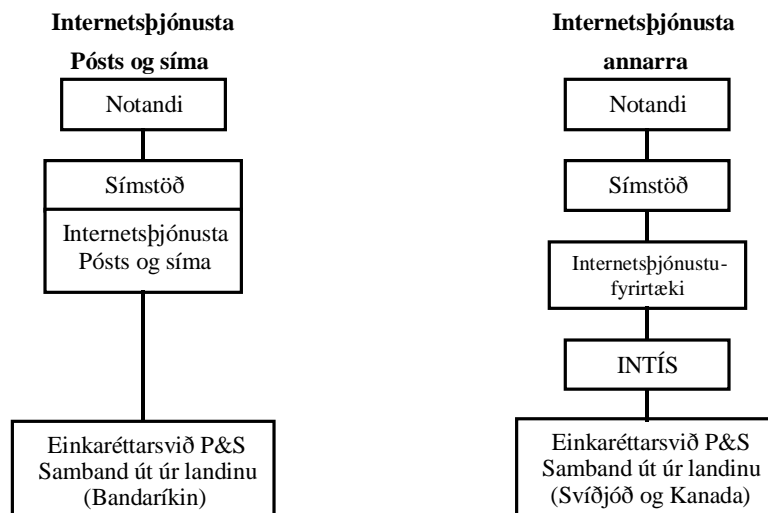 Internetsþjónusta
Pósts og síma
Notandi
Símstöð
Internetsþjónusta
Pósts og síma
Einkaréttarsvið P&S
Samband út úr landinu
(Bandaríkin)
Internetsþjónusta
annarra
Notandi
Símstöð
Internetsþjónustu-
fyrirtæki
INTÍS
Einkaréttarsvið P&S
Samband út úr landinu
(Svíðjóð og Kanada)